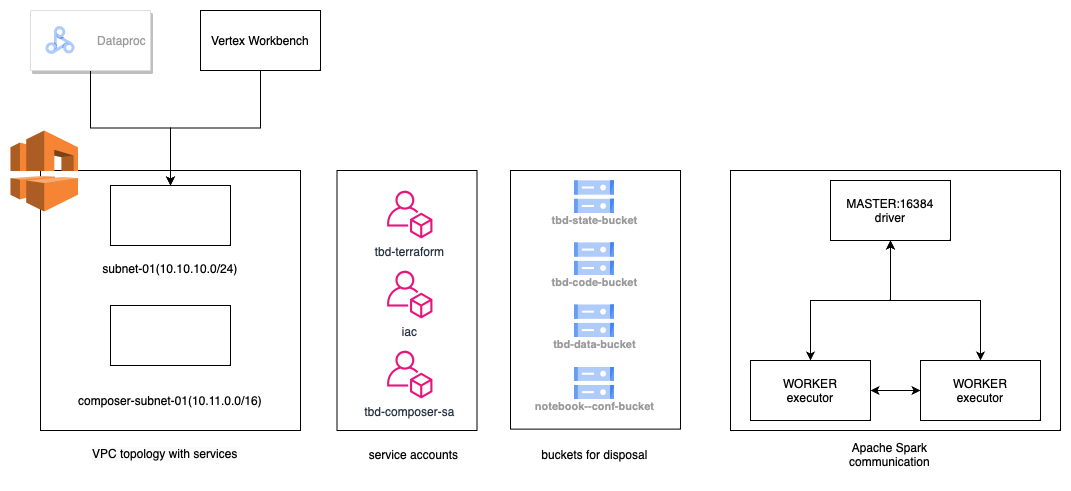 Dataproc
Vertex Workbench
subnet-01(10.10.10.0/24)
composer-subnet-01(10.11.0.0/16)
VPC topology with services
tbd-terraform
iac
tbd-composer-sa
service accounts
tbd-state-bucket
tbd-code-bucket
tbd-data-bucket
notebook--conf-bucket
buckets for disposal
MASTER:16384
driver
WORKER
executor
WORKER
executor
Apache Spark
communication